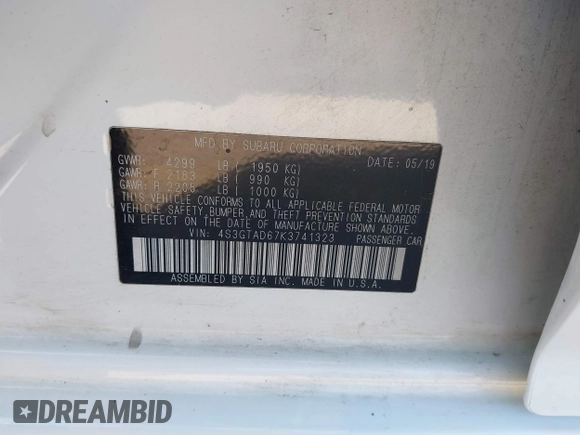 MFD BY SUBARU CORPORATION
GVWR: 4299 LB ( 1950 KG) DATE: 05/19
GAWR: F 2183 LB ( 990 KG)
GAWR: R 2205 LB ( 1000 KG)
THIS VEHICLE CONFORMS TO ALL APPLICABLE FEDERAL MOTOR
VEHICLE SAFETY, BUMPER, AND THEFT PREVENTION STANDARDS
IN EFFECT ON THE DATE OF MANUFACTURE SHOWN ABOVE.
VIN: 4S3GTAD67K3741323 PASSENGER CAR
ASSEMBLED BY SIA INC. MADE IN U.S.A.
DREAMBID